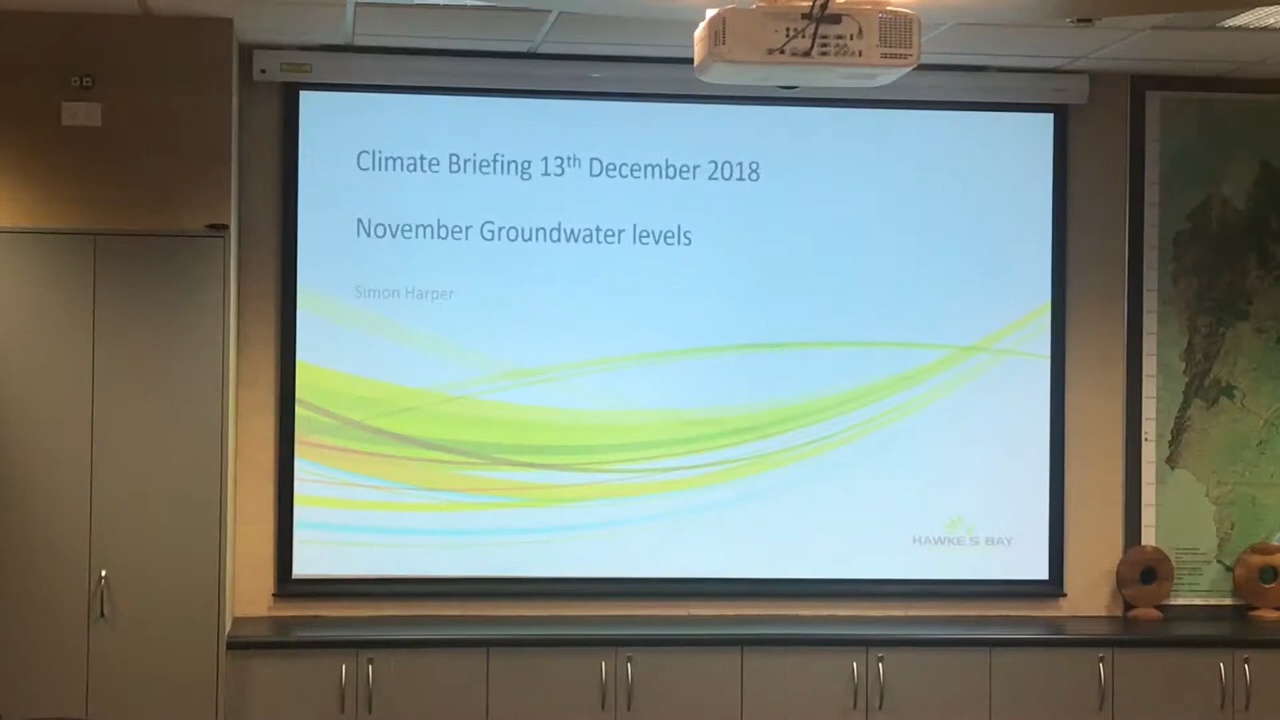 Climate Briefing 13th December 2018
November Groundwater levels
Simon Harper
HAWKE'S BAY